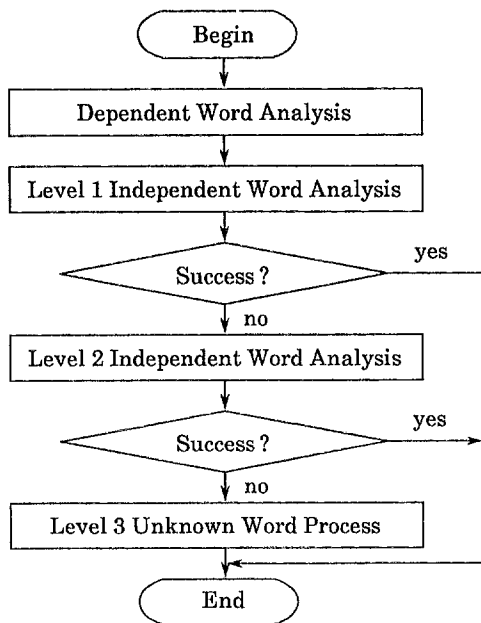 Begin
Dependent Word Analysis
Level 1 Independent Word Analysis
Success?
yes
no
Level 2 Independent Word Analysis
Success?
yes
no
Level 3 Unknown Word Process
End